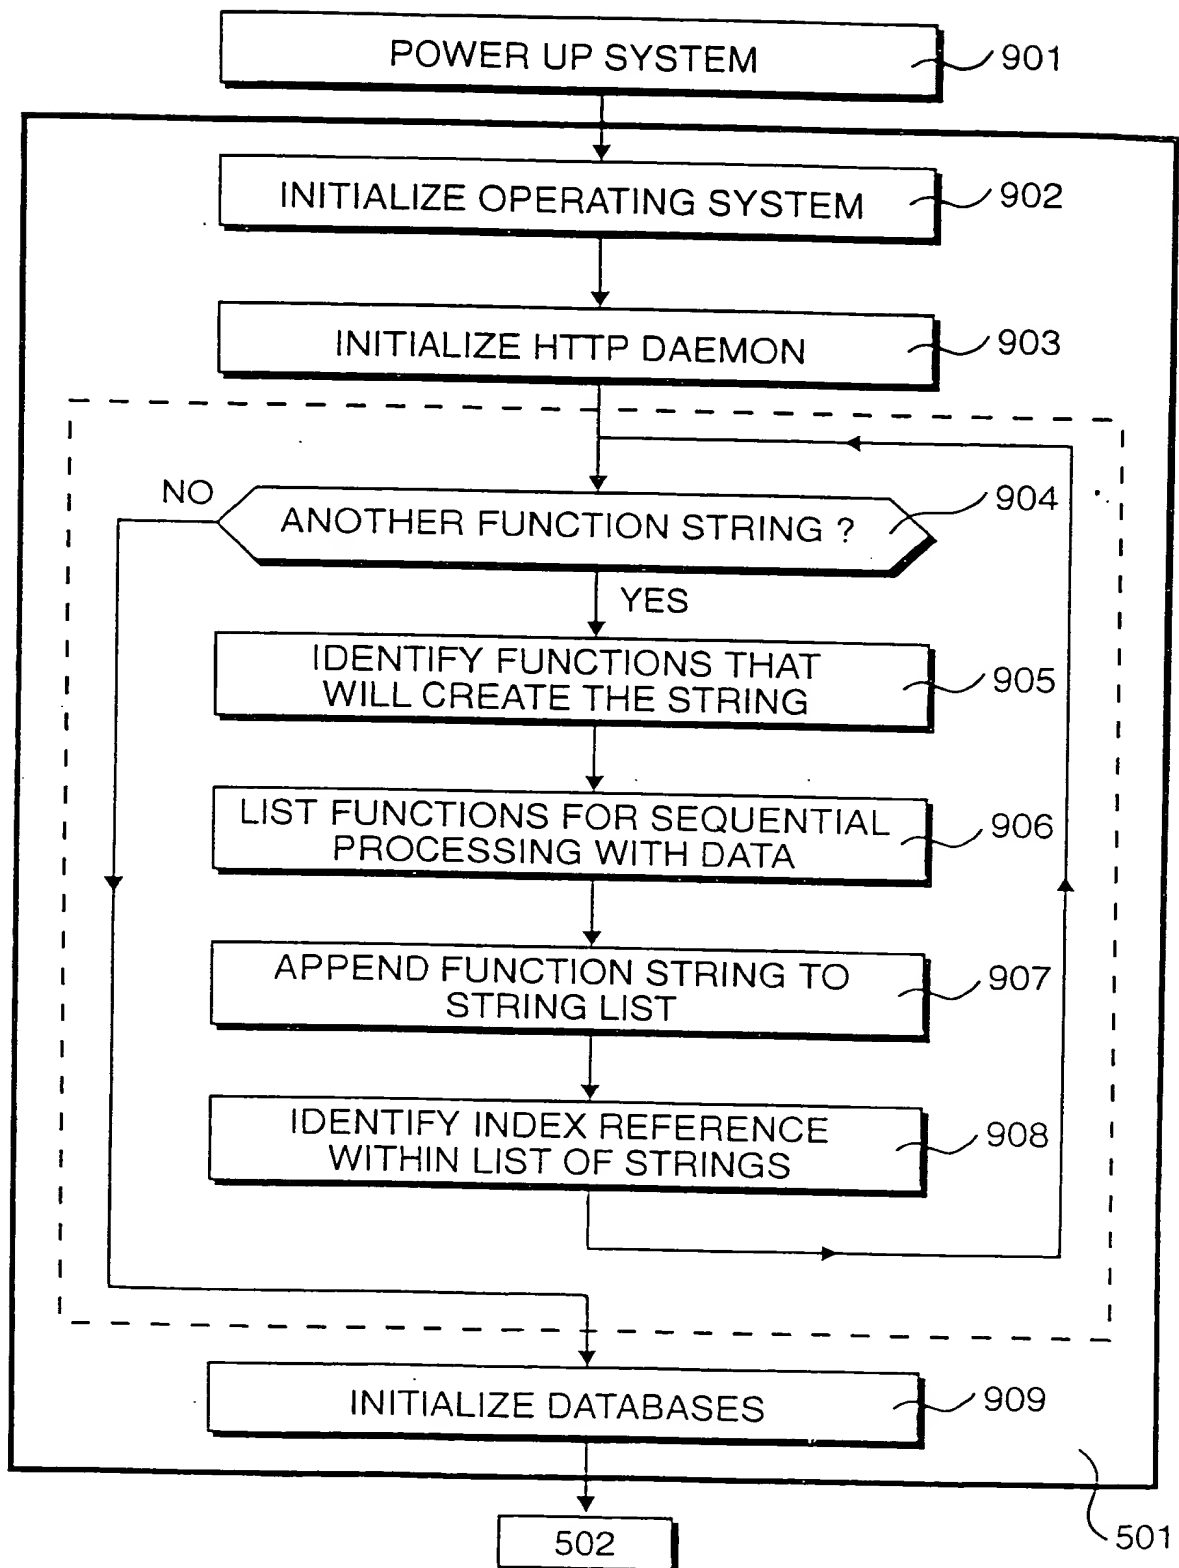 POWER UP SYSTEM
901
INITIALIZE OPERATING SYSTEM
902
INITIALIZE HTTP DAEMON
903
NO
ANOTHER FUNCTION STRING ?
904
YES
IDENTIFY FUNCTIONS THAT
WILL CREATE THE STRING
905
LIST FUNCTIONS FOR SEQUENTIAL
PROCESSING WITH DATA
906
APPEND FUNCTION STRING TO
STRING LIST
907
IDENTIFY INDEX REFERENCE
WITHIN LIST OF STRINGS
908
INITIALIZE DATABASES
909
502
501